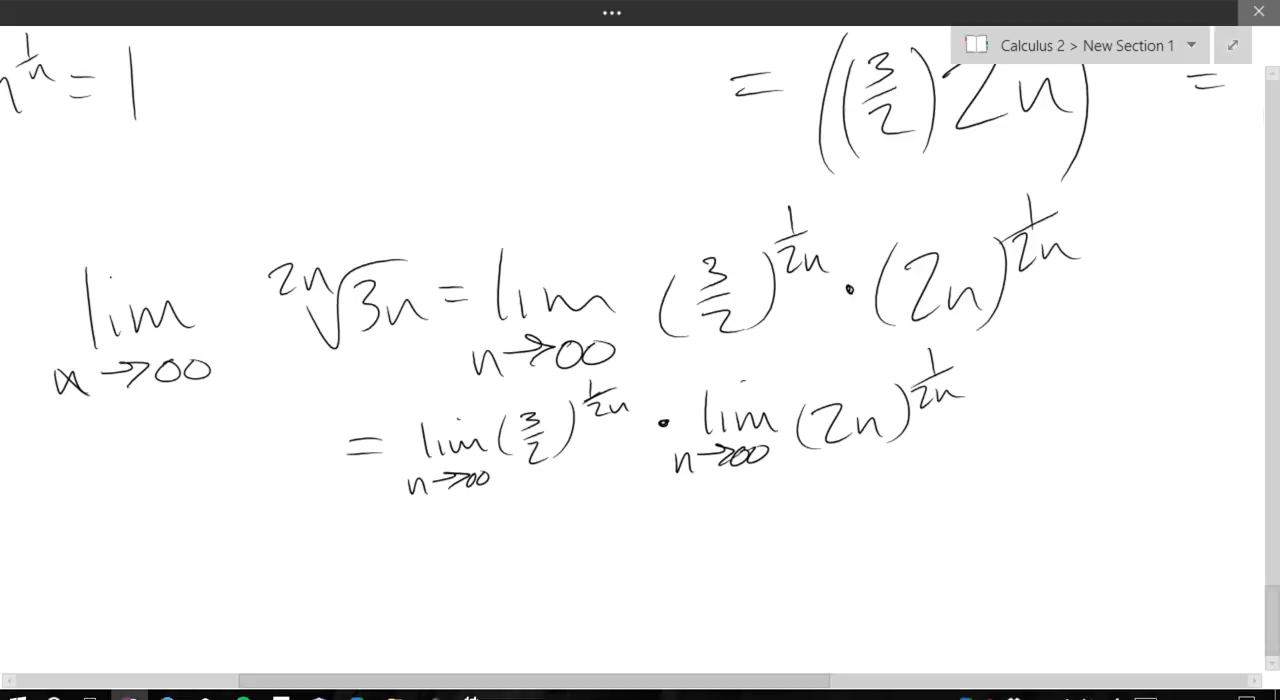 Calculus 2 > New Section 1
n^{1/n} = 1
= ((3/2) 2n) =
lim_{n→∞} ^{2n}√3n = lim_{n→∞} (3/2)^{1/2n} · (2n)^{1/2n}
= lim_{n→∞} (3/2)^{1/2n} · lim_{n→∞} (2n)^{1/2n}